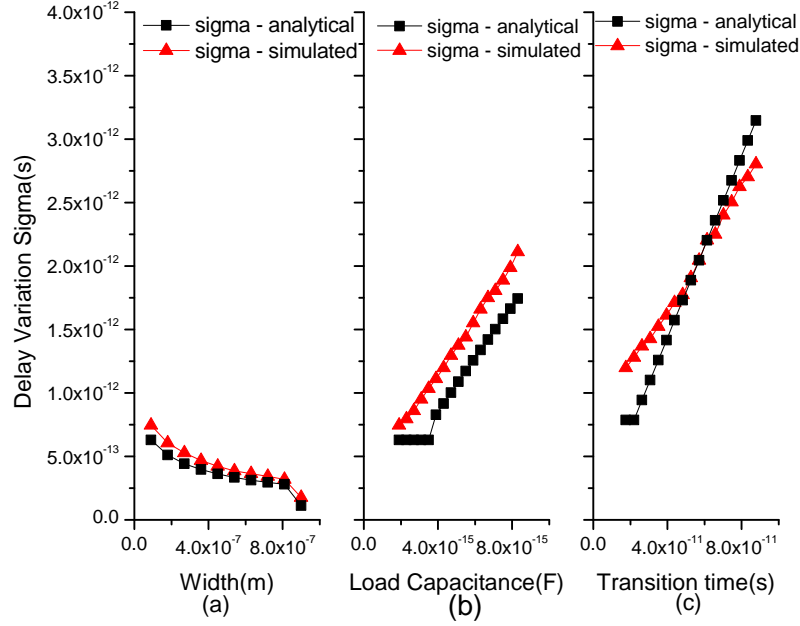 4.0x10⁻¹²
3.5x10⁻¹²
3.0x10⁻¹²
2.5x10⁻¹²
2.0x10⁻¹²
1.5x10⁻¹²
1.0x10⁻¹²
5.0x10⁻¹³
0.0
Delay Variation Sigma(s)
sigma - analytical
sigma - simulated
0.0 4.0x10⁻⁷ 8.0x10⁻⁷
Width(m)
(a)
sigma - analytical
sigma - simulated
0.0 4.0x10⁻¹⁵ 8.0x10⁻¹⁵
Load Capacitance(F)
(b)
sigma - analytical
sigma - simulated
0.0 4.0x10⁻¹¹ 8.0x10⁻¹¹
Transition time(s)
(c)